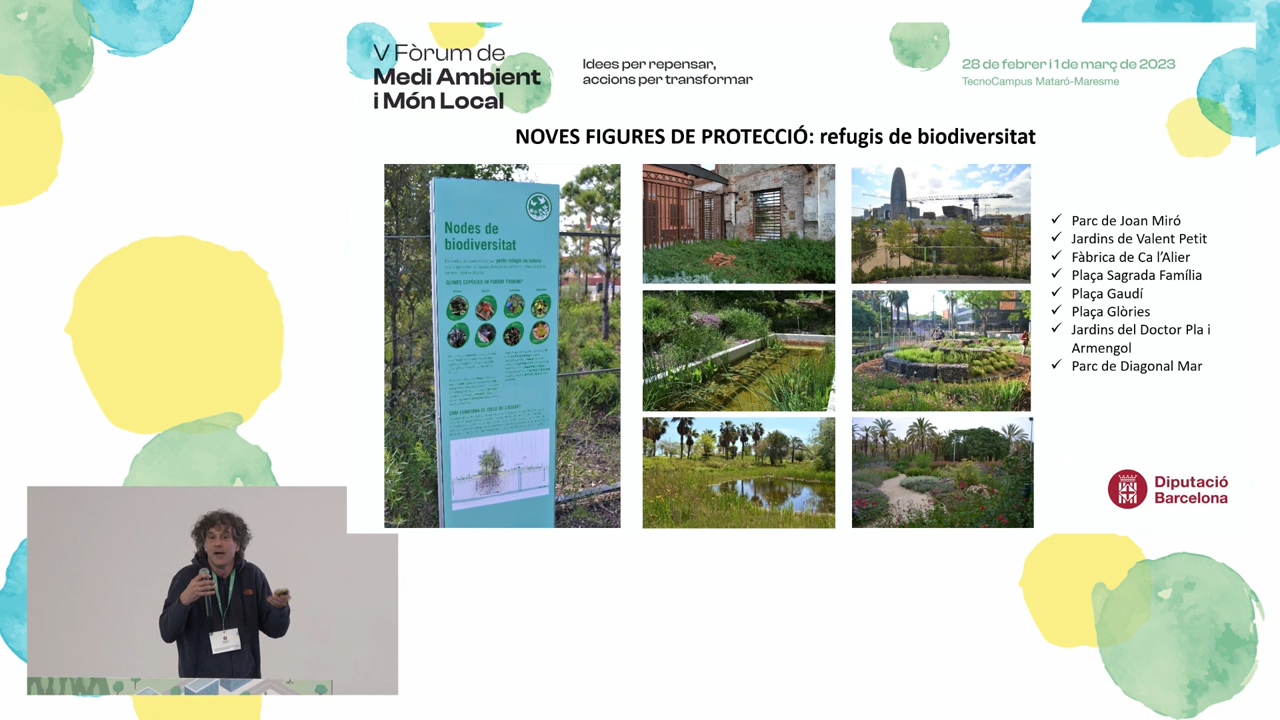 V Fòrum de
Medi Ambient
i Món Local
Idees per repensar,
accions per transformar
28 de febrer i 1 de març de 2023
TecnoCampus Mataró-Maresme
NOVES FIGURES DE PROTECCIÓ: refugis de biodiversitat
Nodes de
biodiversitat
✓ Parc de Joan Miró
✓ Jardins de Valent Petit
✓ Fàbrica de Ca l'Alier
✓ Plaça Sagrada Família
✓ Plaça Gaudí
✓ Plaça Glòries
✓ Jardins del Doctor Pla i
Armengol
✓ Parc de Diagonal Mar
Diputació
Barcelona